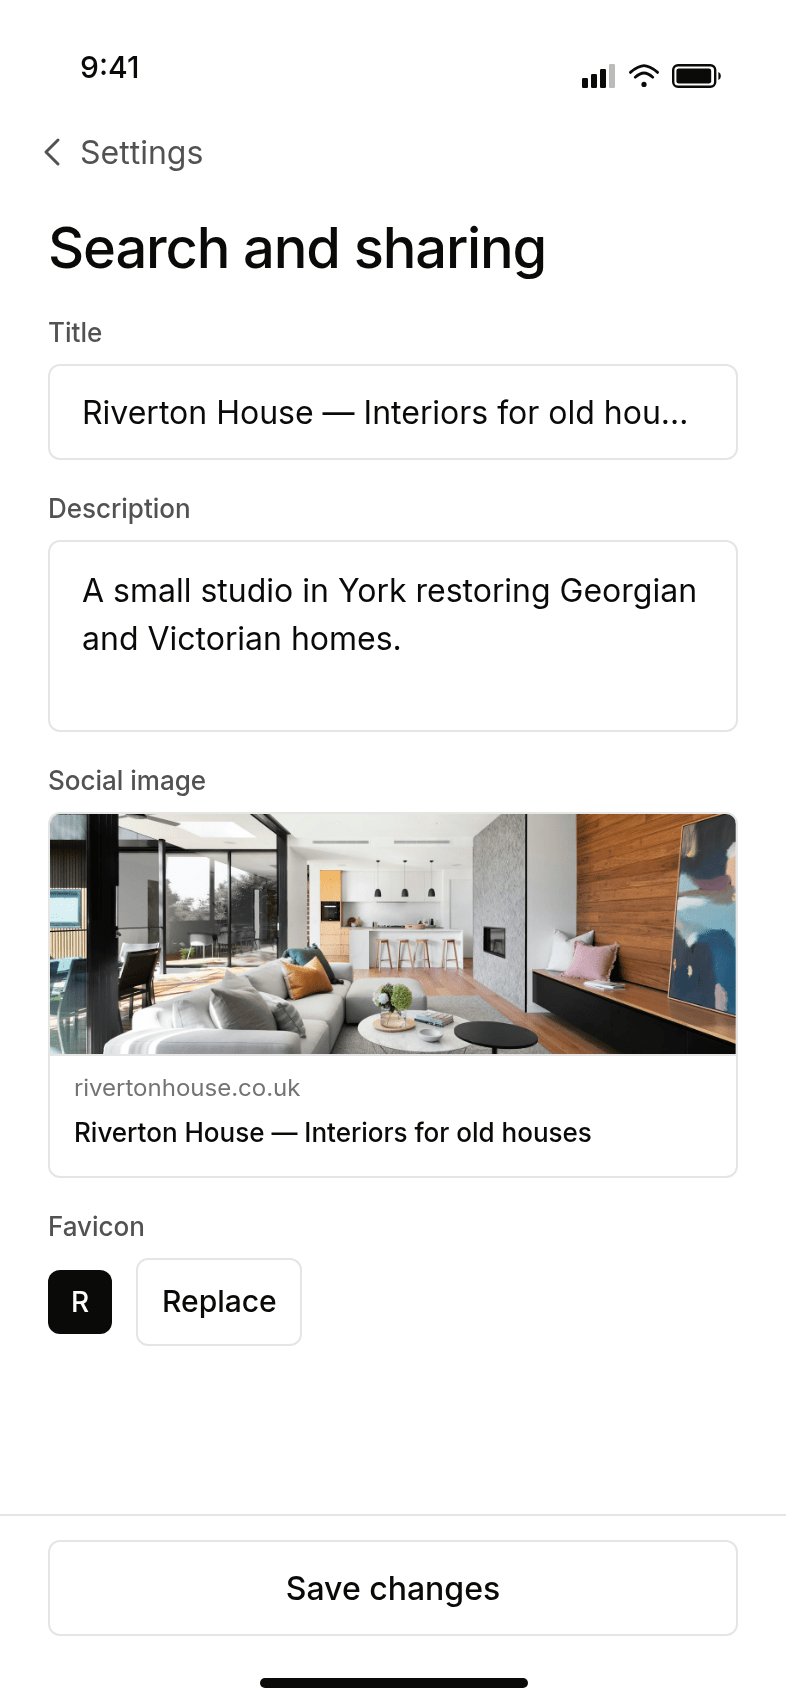 9:41
Settings
Search and sharing
Title
Riverton House — Interiors for old hou...
Description
A small studio in York restoring Georgian
and Victorian homes.
Social image
rivertonhouse.co.uk
Riverton House — Interiors for old houses
Favicon
R
Replace
Save changes